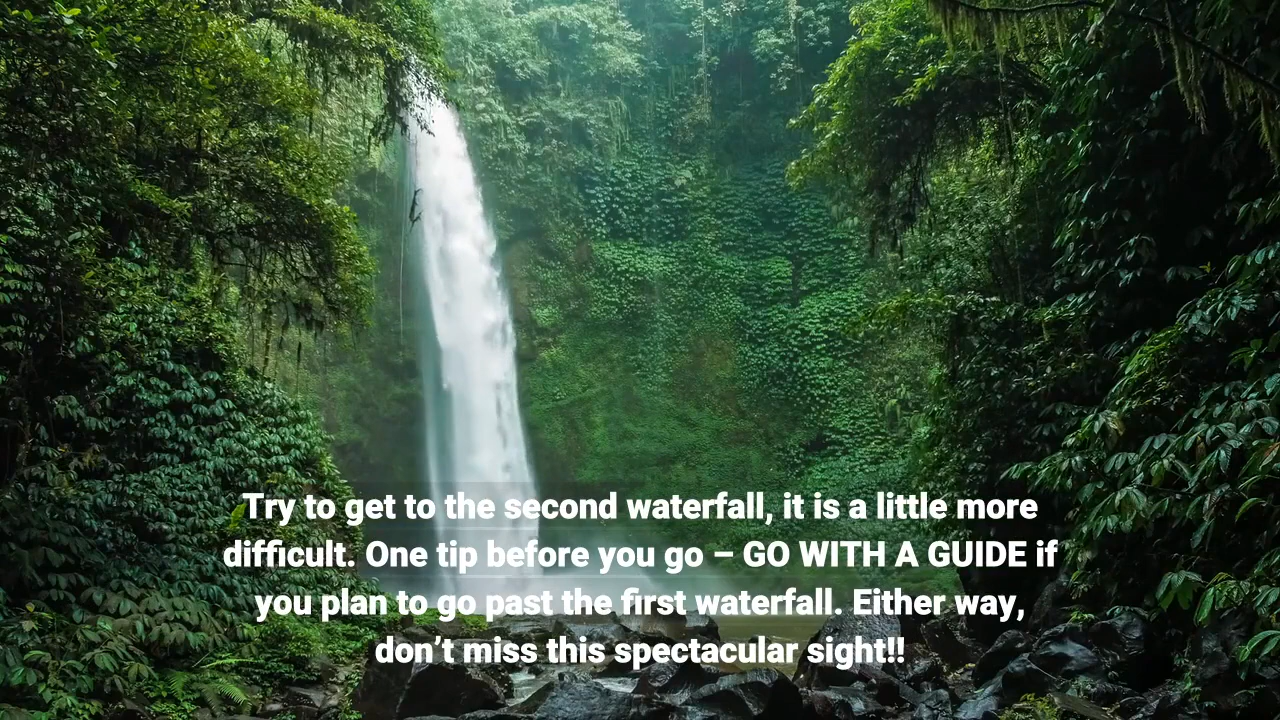 Try to get to the second waterfall, it is a little more
difficult. One tip before you go – GO WITH A GUIDE if
you plan to go past the first waterfall. Either way,
don’t miss this spectacular sight!!